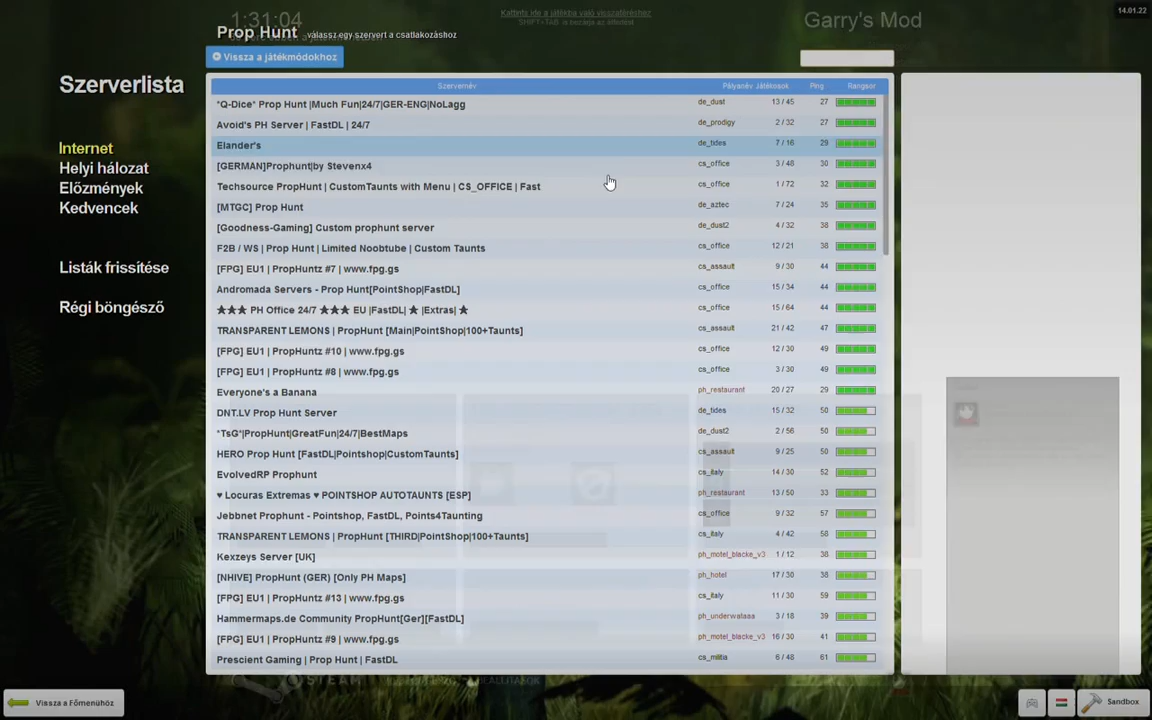 1:31:04
Kattints ide a játékba való visszatéréshez
SHIFT+TAB is bezárja az átfedést
Garry's Mod
14.01.22
Prop Hunt
válassz egy szervert a csatlakozáshoz
Vissza a játékmódokhoz
Szerverlista
Internet
Helyi hálozat
Előzmények
Kedvencek
Listák frissítése
Régi böngésző
Szervernév Pályanév Játékosok Ping Rangsor
*Q-Dice* Prop Hunt |Much Fun|24/7|GER-ENG|NoLagg de_dust 13 / 45 27
Avoid's PH Server | FastDL | 24/7 de_prodigy 2 / 32 27
Elander's de_tides 7 / 16 29
[GERMAN]Prophunt|by Stevenx4 cs_office 3 / 48 30
Techsource PropHunt | CustomTaunts with Menu | CS_OFFICE | Fast cs_office 1 / 72 32
[MTGC] Prop Hunt de_aztec 7 / 24 35
[Goodness-Gaming] Custom prophunt server de_dust2 4 / 32 38
F2B / WS | Prop Hunt | Limited Noobtube | Custom Taunts cs_office 12 / 21 38
[FPG] EU1 | PropHuntz #7 | www.fpg.gs cs_assault 9 / 30 44
Andromada Servers - Prop Hunt[PointShop|FastDL] cs_office 15 / 34 44
★★★ PH Office 24/7 ★★★ EU |FastDL| ★ |Extras| ★ cs_office 15 / 64 44
TRANSPARENT LEMONS | PropHunt [Main|PointShop|100+Taunts] cs_assault 21 / 42 47
[FPG] EU1 | PropHuntz #10 | www.fpg.gs cs_office 12 / 30 49
[FPG] EU1 | PropHuntz #8 | www.fpg.gs cs_office 3 / 30 49
Everyone's a Banana ph_restaurant 20 / 27 29
DNT.LV Prop Hunt Server de_tides 15 / 32 50
*TsG*|PropHunt|GreatFun|24/7|BestMaps de_dust2 2 / 56 50
HERO Prop Hunt [FastDL|Pointshop|CustomTaunts] cs_assault 9 / 25 50
EvolvedRP Prophunt cs_italy 14 / 30 52
♥ Locuras Extremas ♥ POINTSHOP AUTOTAUNTS [ESP] ph_restaurant 13 / 50 33
Jebbnet Prophunt - Pointshop, FastDL, Points4Taunting cs_office 9 / 32 57
TRANSPARENT LEMONS | PropHunt [THIRD|PointShop|100+Taunts] cs_italy 4 / 42 58
Kexzeys Server [UK] ph_motel_blacke_v3 1 / 12 38
[NHIVE] PropHunt (GER) [Only PH Maps] ph_hotel 17 / 30 38
[FPG] EU1 | PropHuntz #13 | www.fpg.gs cs_italy 11 / 30 59
Hammermaps.de Community PropHunt[Ger][FastDL] ph_underwataaa 3 / 18 39
[FPG] EU1 | PropHuntz #9 | www.fpg.gs ph_motel_blacke_v3 16 / 30 41
Prescient Gaming | Prop Hunt | FastDL cs_militia 6 / 48 61
STEAM
Vissza a Főmenühöz
Sandbox